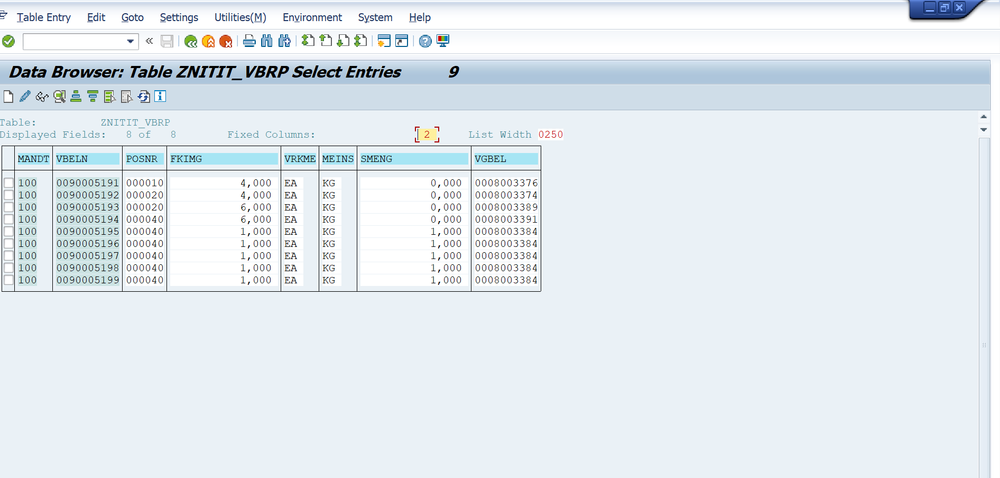 Table Entry Edit Goto Settings Utilities(M) Environment System Help
Data Browser: Table ZNITIT_VBRP Select Entries 9
Table: ZNITIT_VBRP
Displayed Fields: 8 of 8 Fixed Columns: 2 List Width 0250
MANDT VBELN POSNR FKIMG VRKME MEINS SMENG VGBEL
100 0090005191 000010 4,000 EA KG 0,000 0008003376
100 0090005192 000020 4,000 EA KG 0,000 0008003374
100 0090005193 000020 6,000 EA KG 0,000 0008003389
100 0090005194 000040 6,000 EA KG 0,000 0008003391
100 0090005195 000040 1,000 EA KG 1,000 0008003384
100 0090005196 000040 1,000 EA KG 1,000 0008003384
100 0090005197 000040 1,000 EA KG 1,000 0008003384
100 0090005198 000040 1,000 EA KG 1,000 0008003384
100 0090005199 000040 1,000 EA KG 1,000 0008003384